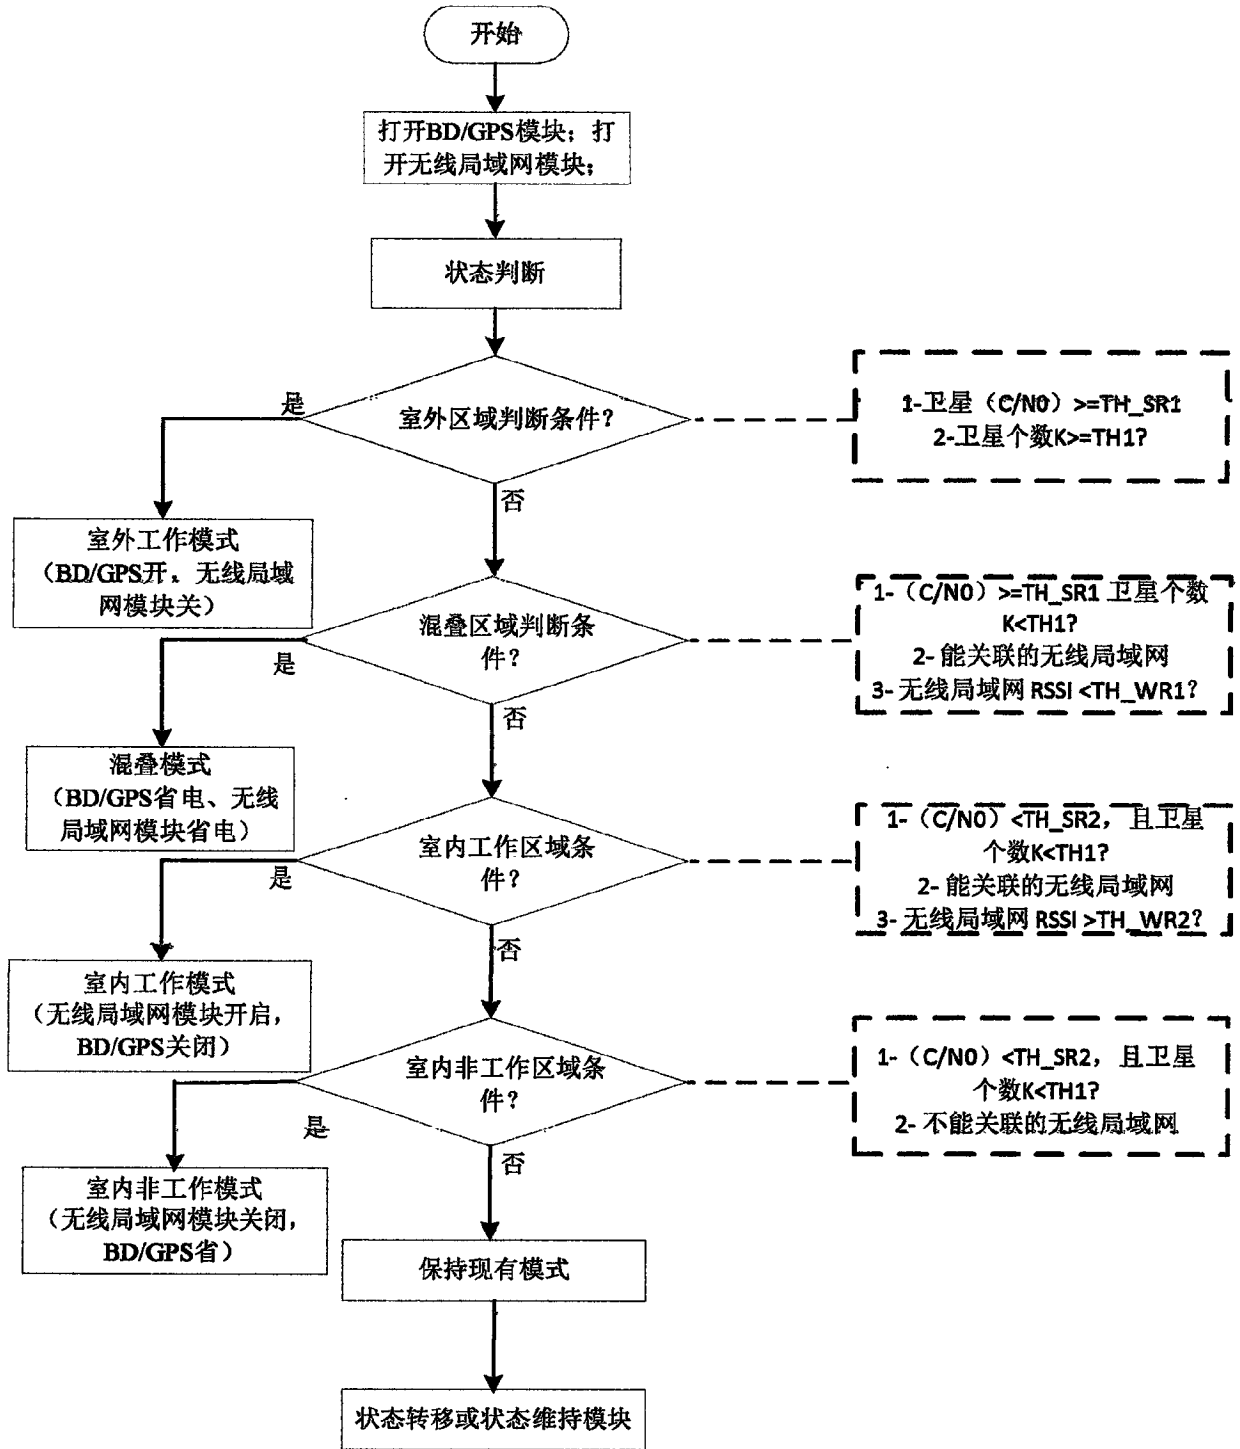 开始
打开BD/GPS模块；打
开无线局域网模块；
状态判断
室外区域判断条件？
是
1-卫星（C/N0）>=TH_SR1
2-卫星个数K>=TH1?
否
室外工作模式
（BD/GPS开、无线局域
网模块关）
混叠区域判断条
件？
是
1-（C/N0）>=TH_SR1 卫星个数
K<TH1?
2- 能关联的无线局域网
3- 无线局域网 RSSI <TH_WR1?
否
混叠模式
（BD/GPS省电、无线
局域网模块省电）
室内工作区域条
件？
是
1-（C/N0）<TH_SR2，且卫星
个数K<TH1?
2- 能关联的无线局域网
3- 无线局域网 RSSI >TH_WR2?
否
室内工作模式
（无线局域网模块开启，
BD/GPS关闭）
室内非工作区域条
件？
是
1-（C/N0）<TH_SR2，且卫星
个数K<TH1?
2- 不能关联的无线局域网
否
室内非工作模式
（无线局域网模块关闭，
BD/GPS省）
保持现有模式
状态转移或状态维持模块